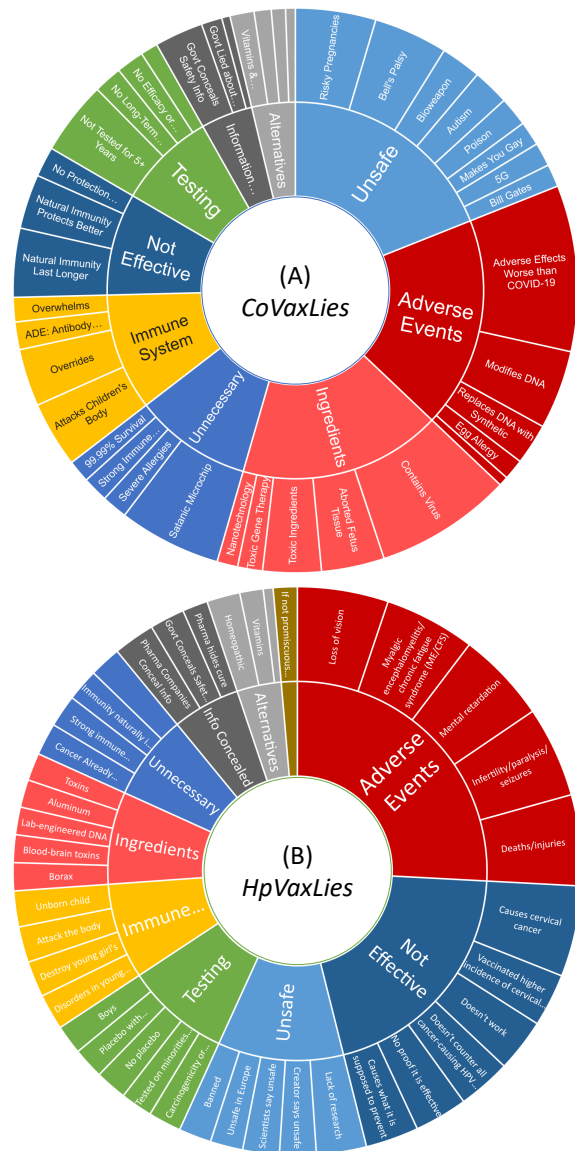 (A)
CoVaxLies
Unsafe
Risky Pregnancies
Bell's Palsy
Bioweapon
Autism
Poison
Makes You Gay
5G
Bill Gates
Adverse
Events
Adverse Effects
Worse than
COVID-19
Modifies DNA
Replaces DNA with
Synthetic
Egg Allergy
Ingredients
Contains Virus
Aborted Fetus
Tissue
Toxic Ingredients
Toxic Gene Therapy
Nanotechnology
Unnecessary
Satanic Microchip
Severe Allergies
Strong Immune...
99.99% Survival
Immune
System
Attacks Children's
Body
Overrides
ADE: Antibody...
Overwhelms
Not
Effective
Natural Immunity
Last Longer
Natural Immunity
Protects Better
No Protection...
Testing
Not Tested for 5+
Years
No Long-Term...
No Efficacy or...
Information...
Govt Conceals
Safety Info
Govt Lied about...
Alternatives
Vitamins &...
(B)
HpVaxLies
Adverse
Events
Loss of vision
Myalgic
encephalomyelitis/
chronic fatigue
syndrome (ME/CFS)
Mental retardation
Infertility/paralysis/
seizures
Deaths/injuries
Not
Effective
Causes cervical
cancer
Vaccinated higher
incidence of cervical...
Doesn't work
Doesn't counter all
cancer-causing HPV...
No proof it is effective
Causes what it is
supposed to prevent
Unsafe
Lack of research
Creator says unsafe
Scientists say unsafe
Unsafe in Europe
Banned
Testing
Carcinogenicity or...
Tested on minorities...
No placebo
Placebo with...
Boys
Immune...
Disorders in young...
Destroy young girl's
Attack the body
Unborn child
Ingredients
Borax
Blood-brain toxins
Lab-engineered DNA
Aluminum
Toxins
Unnecessary
Cancer Already...
Strong Immune...
Immunity naturally i...
Info Concealed
Pharma Companies
Conceal Info
Govt Conceals Safet...
Pharma hides cure
Alternatives
Homeopathic
Vitamins
If not promiscuous...